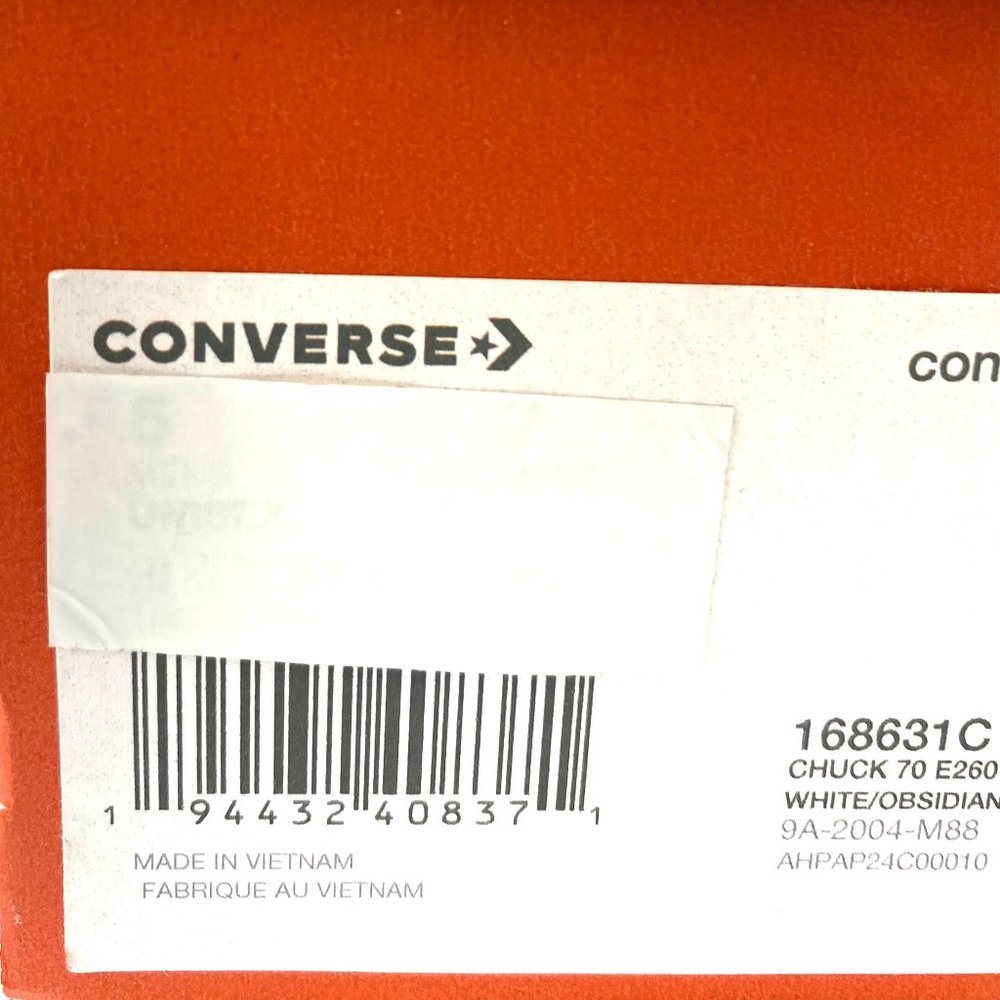 CONVERSE
con
168631C
CHUCK 70 E260
WHITE/OBSIDIAN
9A-2004-M88
AHPAP24C00010
1 94432 40837 1
MADE IN VIETNAM
FABRIQUE AU VIETNAM